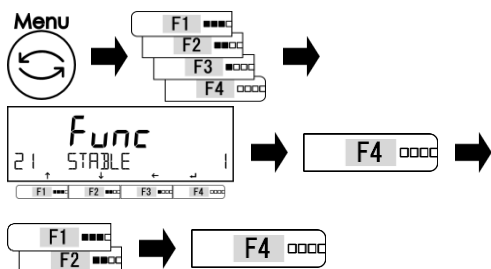 Menu
F1
F2
F3
F4
Func
21 STABLE 1
↑ ↓ ← ↵
F1 F2 F3 F4
F4
F1
F2
F4